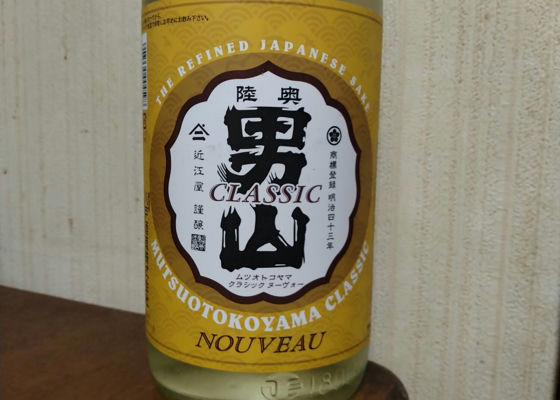 THE REFINED JAPANESE SAKE
陸奥
男山
CLASSIC
近江屋 謹醸
商標登録 明治四十三年
ムツオトコヤマ
クラシック ヌーヴォー
MUTSUOTOKOYAMA CLASSIC
NOUVEAU